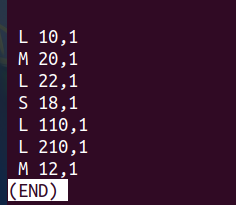 L 10,1
M 20,1
L 22,1
S 18,1
L 110,1
L 210,1
M 12,1
(END)